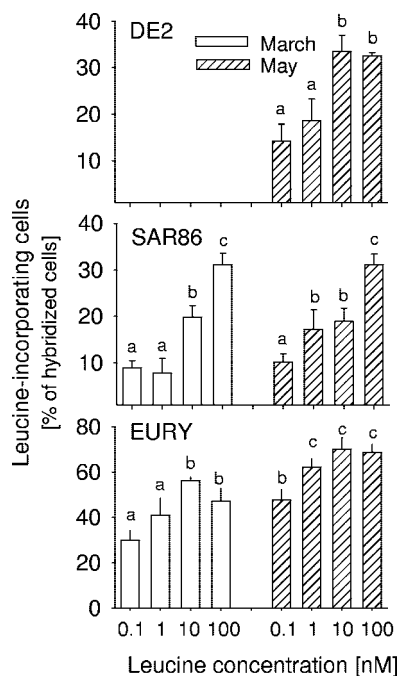 DE2
March
May
40
30
20
10
a
a
b
b
SAR86
40
30
20
10
a
a
b
c
a
b
b
c
EURY
80
60
40
20
0
a
a
b
b
b
c
c
c
0.1 1 10 100 0.1 1 10 100
Leucine concentration [nM]
Leucine-incorporating cells
[% of hybridized cells]